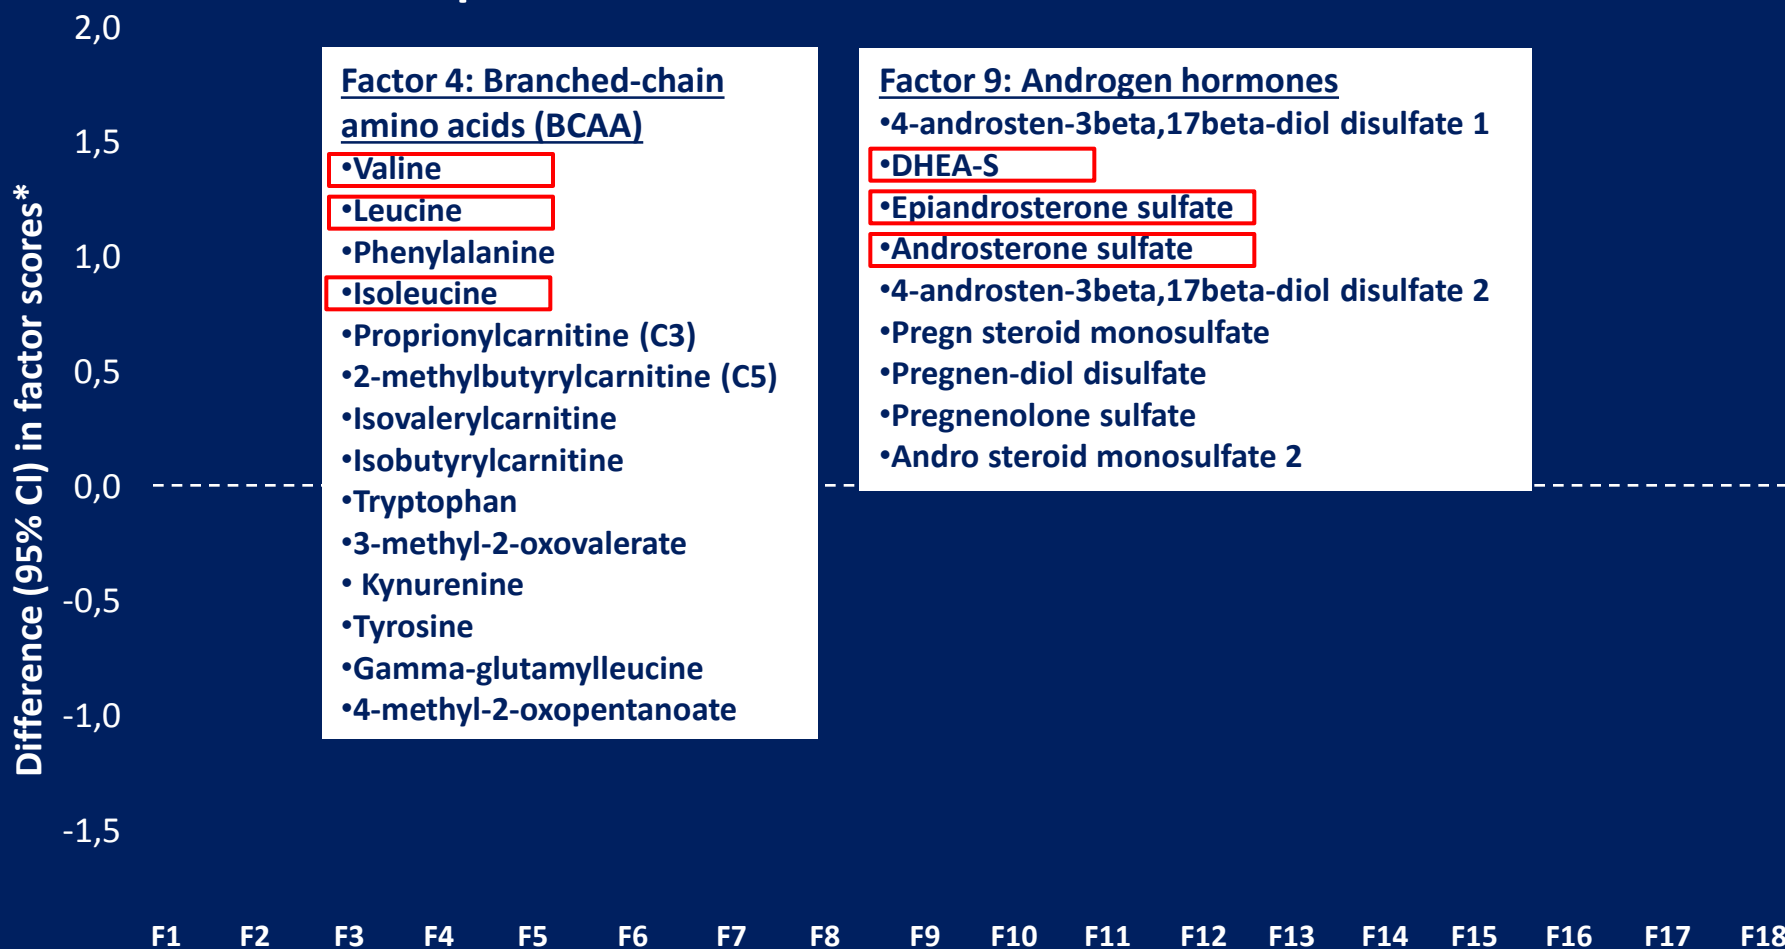 2,0
1,5
1,0
0,5
0,0
-0,5
-1,0
-1,5
Difference (95% CI) in factor scores*
Factor 4: Branched-chain
amino acids (BCAA)
•Valine
•Leucine
•Phenylalanine
•Isoleucine
•Proprionylcarnitine (C3)
•2-methylbutyrylcarnitine (C5)
•Isovalerylcarnitine
•Isobutyrylcarnitine
•Tryptophan
•3-methyl-2-oxovalerate
• Kynurenine
•Tyrosine
•Gamma-glutamylleucine
•4-methyl-2-oxopentanoate
Factor 9: Androgen hormones
•4-androsten-3beta,17beta-diol disulfate 1
•DHEA-S
•Epiandrosterone sulfate
•Androsterone sulfate
•4-androsten-3beta,17beta-diol disulfate 2
•Pregn steroid monosulfate
•Pregnen-diol disulfate
•Pregnenolone sulfate
•Andro steroid monosulfate 2
F1 F2 F3 F4 F5 F6 F7 F8 F9 F10 F11 F12 F13 F14 F15 F16 F17 F18